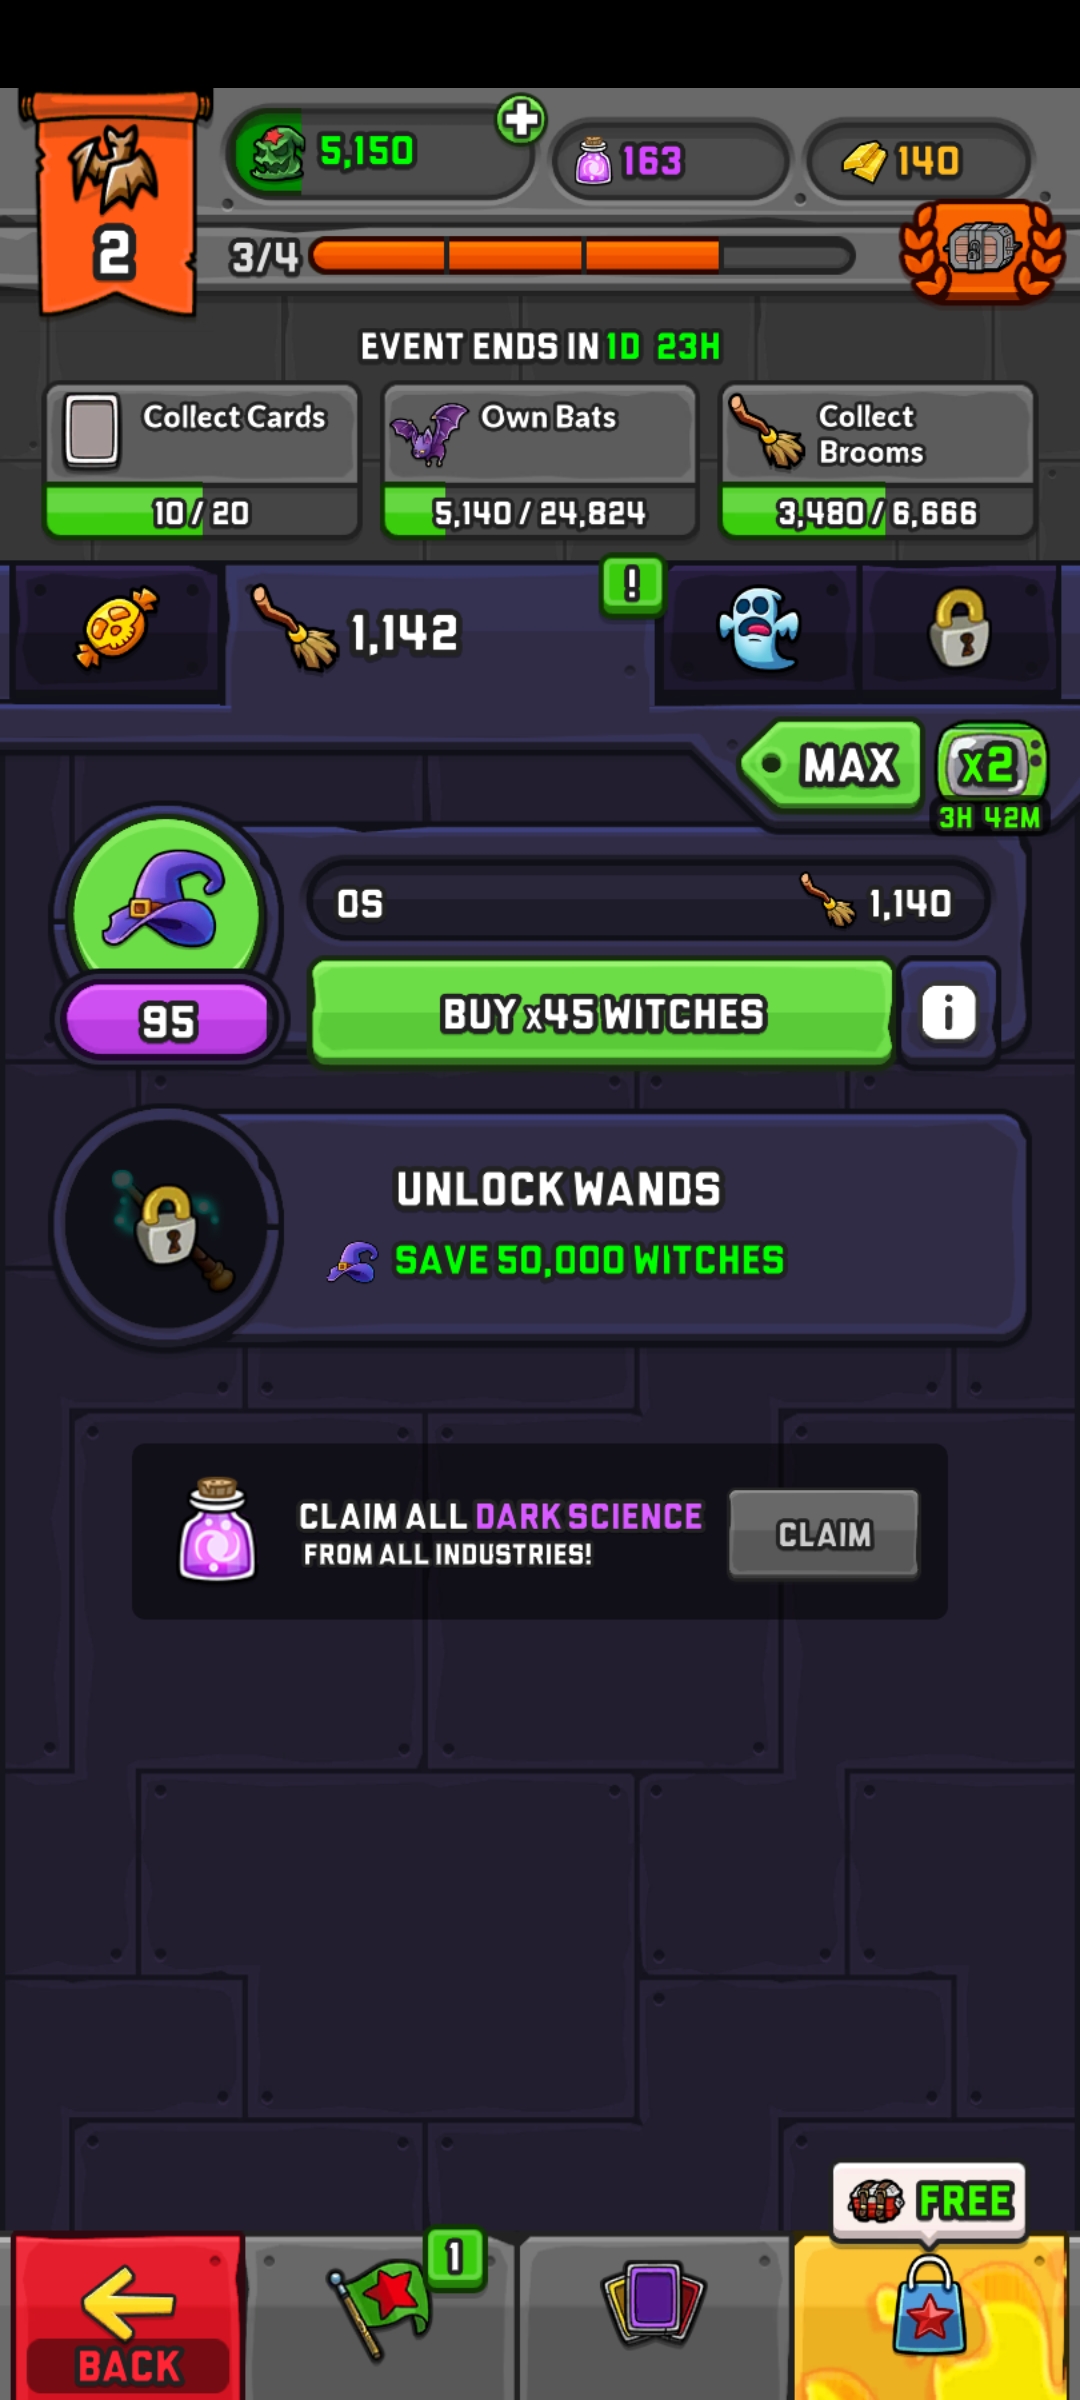 2
5,150
163
140
3/4
EVENT ENDS IN 1D 23H
Collect Cards
10/20
Own Bats
5,140/24,824
Collect
Brooms
3,480/6,666
1,142
!
MAX
x2
3H 42M
0S
1,140
95
BUY x45 WITCHES
i
UNLOCK WANDS
SAVE 50,000 WITCHES
CLAIM ALL DARK SCIENCE
FROM ALL INDUSTRIES!
CLAIM
FREE
1
BACK